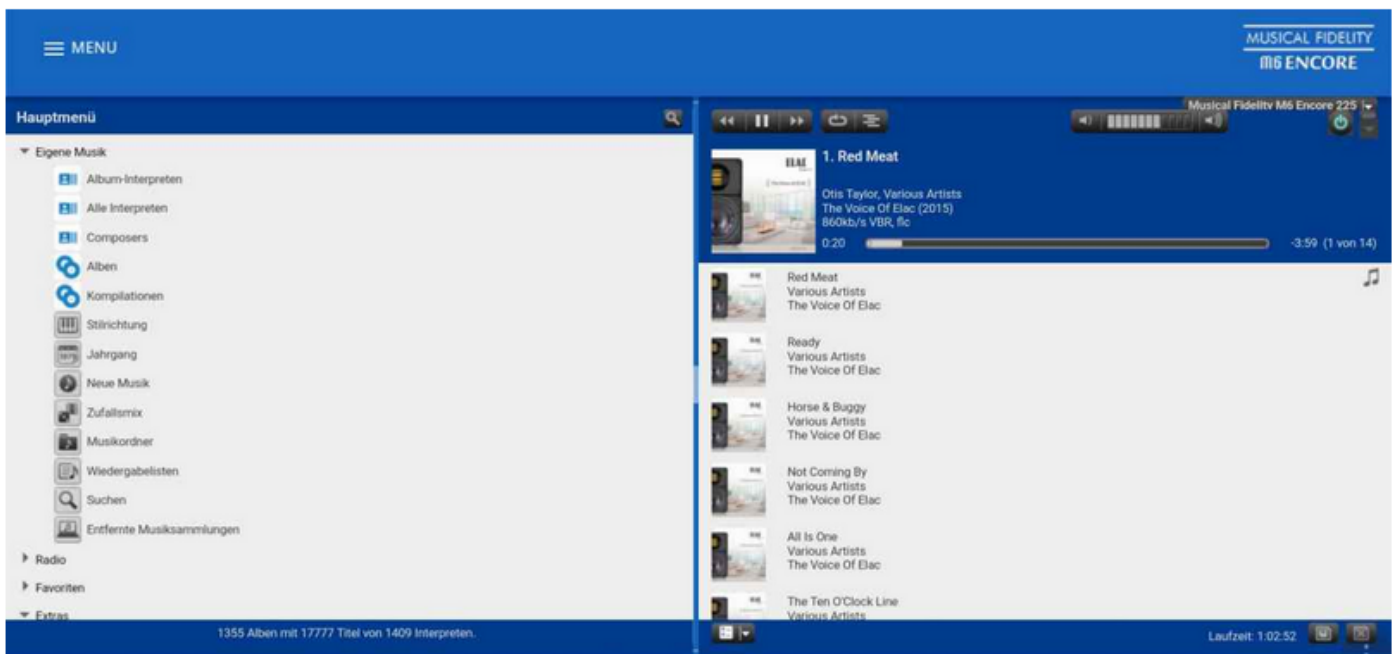 MENU
MUSICAL FIDELITY
M6 ENCORE
Hauptmenü
Eigene Musik
Album-Interpreten
Alle Interpreten
Composers
Alben
Kompilationen
Stilrichtung
Jahrgang
Neue Musik
Zufallsmix
Musikordner
Wiedergabelisten
Suchen
Entfernte Musiksammlungen
Radio
Favoriten
Extras
1355 Alben mit 17777 Titel von 1409 Interpreten.
Musical Fidelity M6 Encore 225
ELAC
1. Red Meat
Otis Taylor, Various Artists
The Voice Of Elac (2015)
860kb/s VBR, flc
0:20
-3:59 (1 von 14)
Red Meat
Various Artists
The Voice Of Elac
Ready
Various Artists
The Voice Of Elac
Horse & Buggy
Various Artists
The Voice Of Elac
Not Coming By
Various Artists
The Voice Of Elac
All Is One
Various Artists
The Voice Of Elac
The Ten O'Clock Line
Various Artists
Laufzeit: 1:02:52